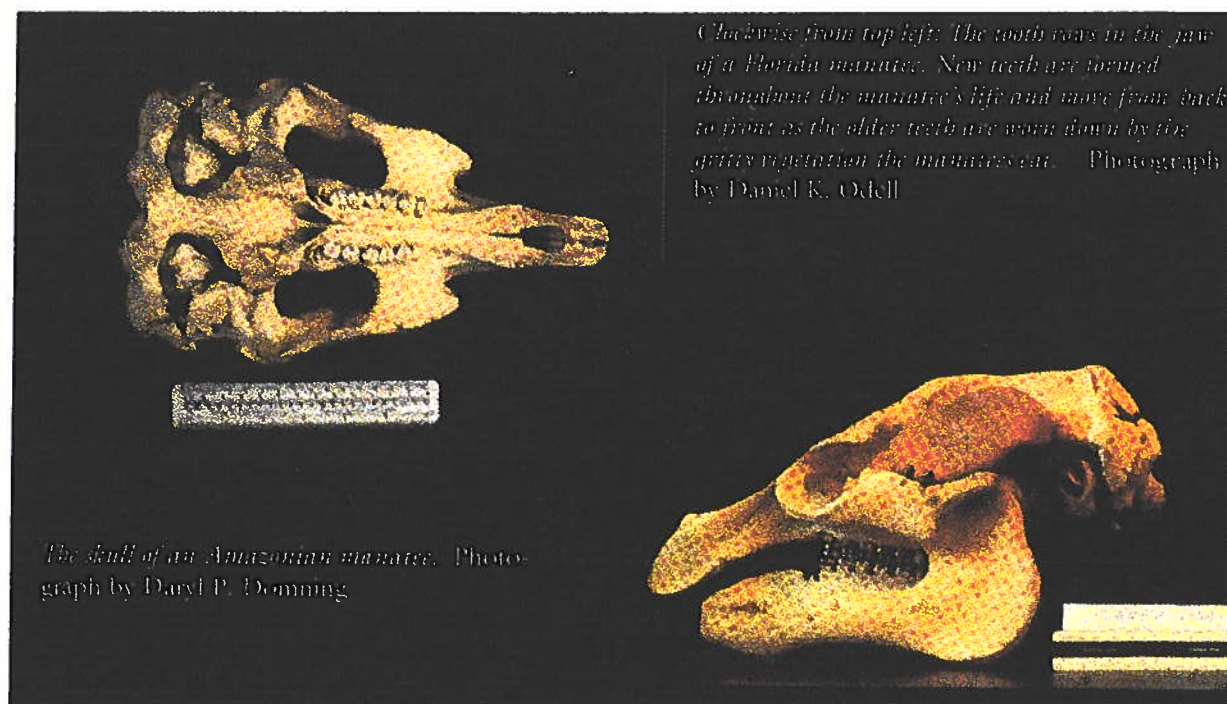 Clockwise from top left: The tooth rows in the jaw
of a Florida manatee. New teeth are formed
throughout the manatee's life and move from back
to front as the older teeth are worn down by the
gritty vegetation the manatees eat. Photograph
by Daniel K. Odell
The skull of an Amazonian manatee. Photo-
graph by Daryl P. Domning